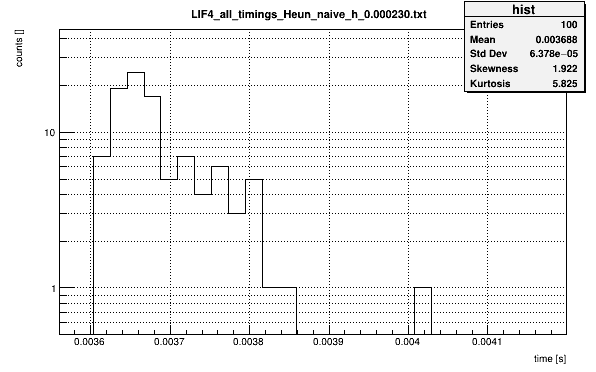 LIF4_all_timings_Heun_naive_h_0.000230.txt
hist
Entries 100
Mean 0.003688
Std Dev 6.378e−05
Skewness 1.922
Kurtosis 5.825
counts []
10
1
0.0036 0.0037 0.0038 0.0039 0.004 0.0041
time [s]